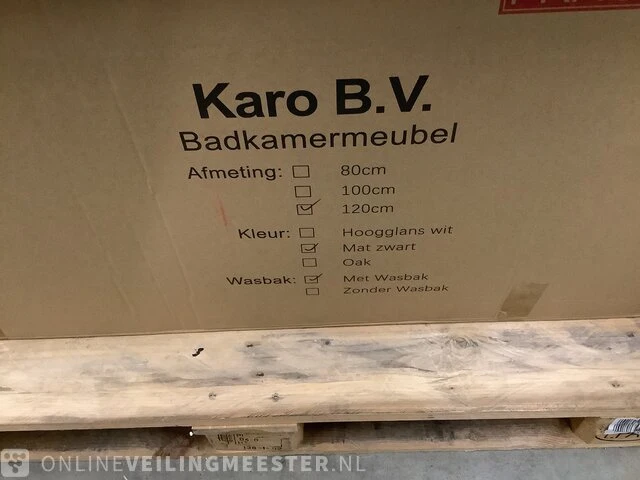 Karo B.V.
Badkamermeubel
Afmeting: 80cm
100cm
120cm
Kleur: Hoogglans wit
Mat zwart
Oak
Wasbak: Met Wasbak
Zonder Wasbak
ONLINEVEILINGMEESTER.NL